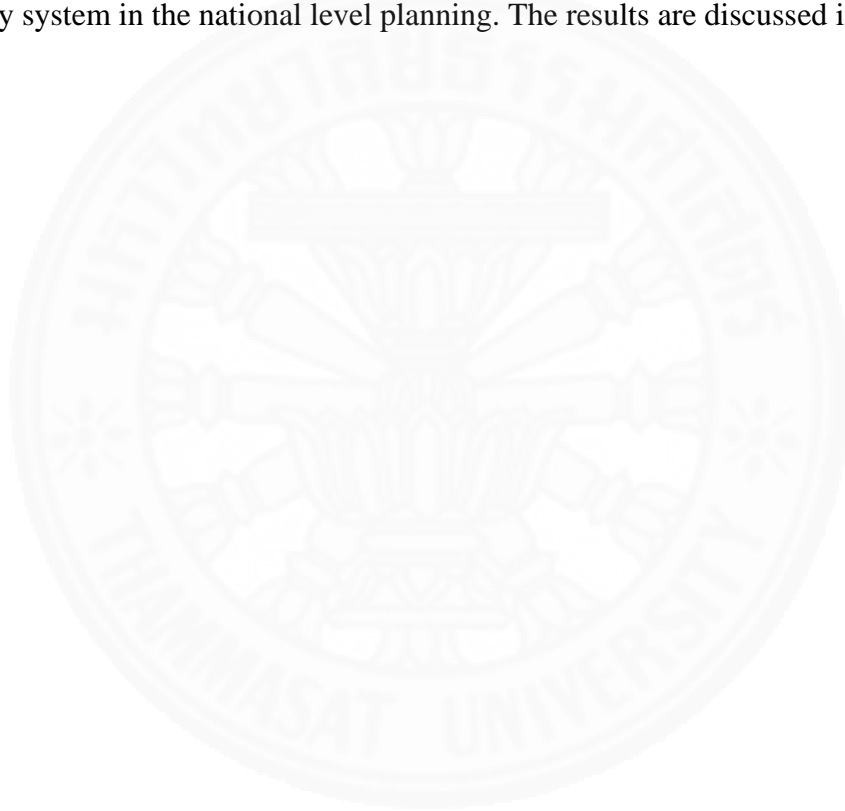 y system in the national level planning. The results are discussed i
มหาวิทยาลัยธรรมศาสตร์
THAMMASAT UNIVERSITY